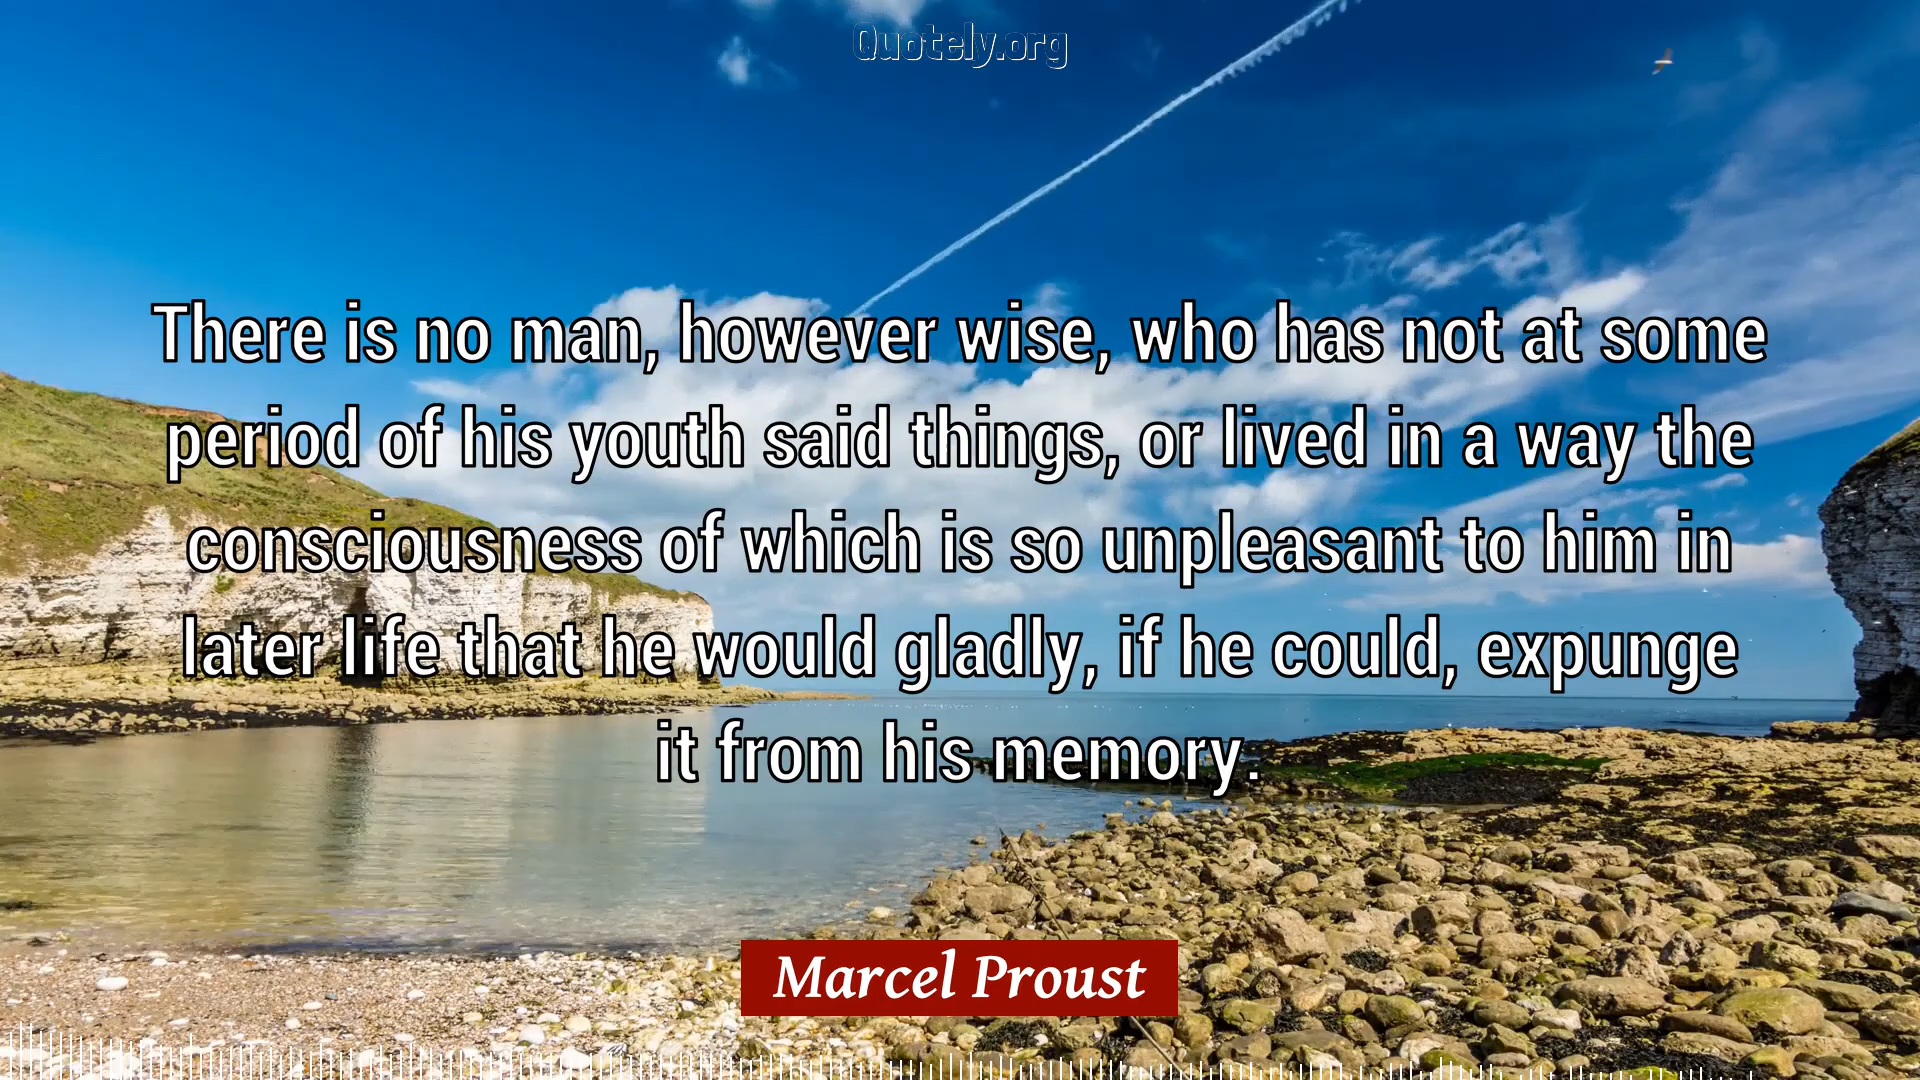 Quotely.org
There is no man, however wise, who has not at some
period of his youth said things, or lived in a way the
consciousness of which is so unpleasant to him in
later life that he would gladly, if he could, expunge
it from his memory.
Marcel Proust